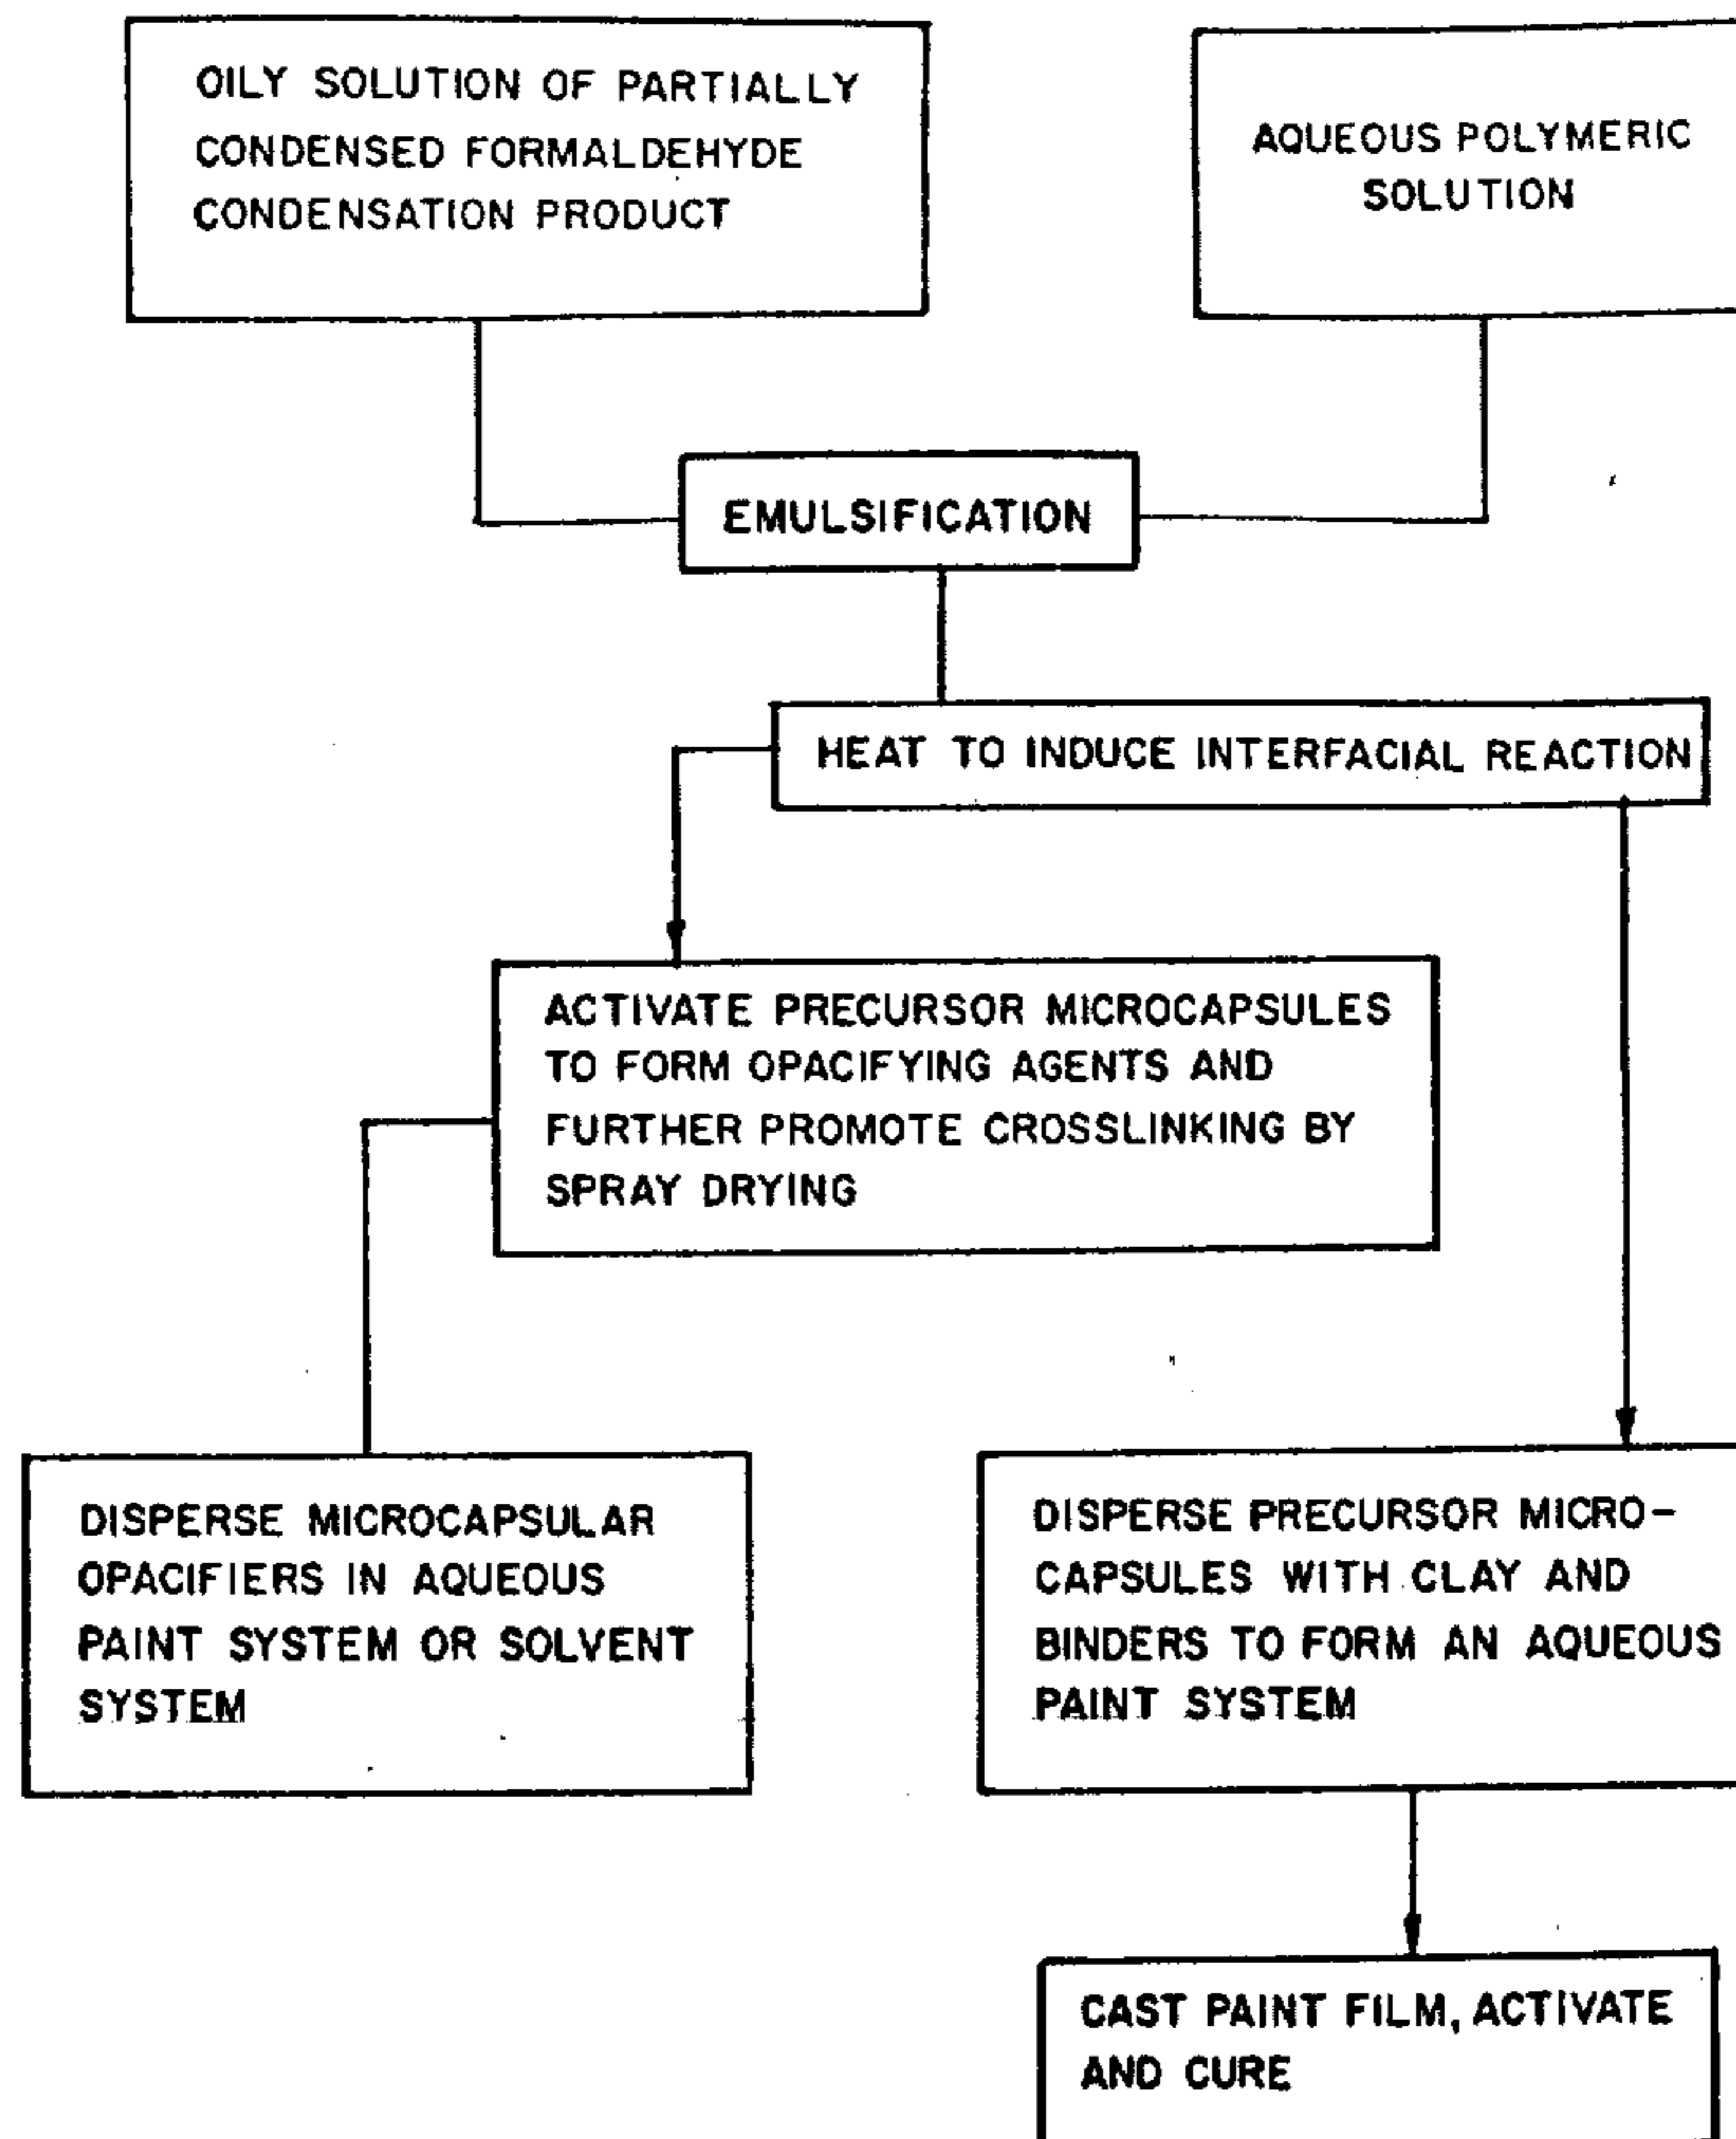 OILY SOLUTION OF PARTIALLY
CONDENSED FORMALDEHYDE
CONDENSATION PRODUCT
AQUEOUS POLYMERIC
SOLUTION
EMULSIFICATION
HEAT TO INDUCE INTERFACIAL REACTION
ACTIVATE PRECURSOR MICROCAPSULES
TO FORM OPACIFYING AGENTS AND
FURTHER PROMOTE CROSSLINKING BY
SPRAY DRYING
DISPERSE MICROCAPSULAR
OPACIFIERS IN AQUEOUS
PAINT SYSTEM OR SOLVENT
SYSTEM
DISPERSE PRECURSOR MICRO-
CAPSULES WITH CLAY AND
BINDERS TO FORM AN AQUEOUS
PAINT SYSTEM
CAST PAINT FILM, ACTIVATE
AND CURE